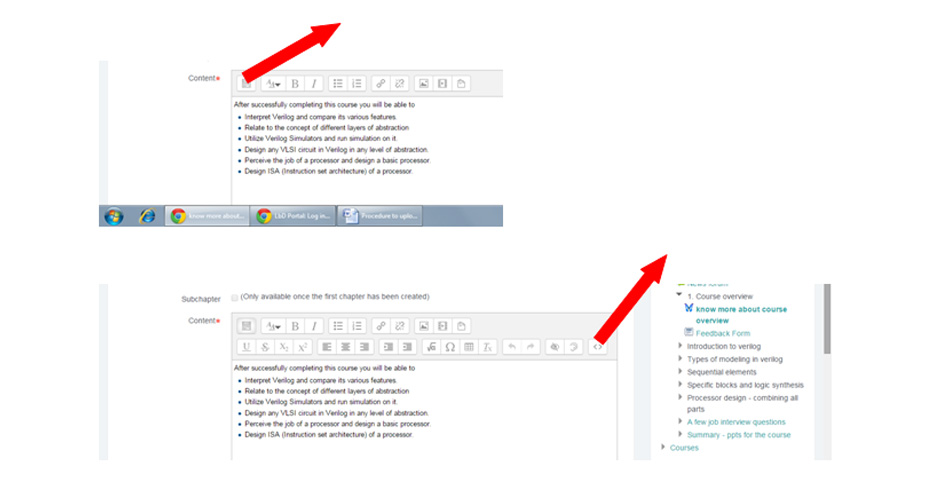 Content*
B I
After successfully completing this course you will be able to
• Interpret Verilog and compare its various features.
• Relate to the concept of different layers of abstraction
• Utilize Verilog Simulators and run simulation on it.
• Design any VLSI circuit in Verilog in any level of abstraction.
• Perceive the job of a processor and design a basic processor.
• Design ISA (Instruction set architecture) of a processor.
know more about...
LbD Portal: Log in...
Procedure to uplo...
Subchapter (Only available once the first chapter has been created)
Content*
B I
U S X₂ X² Ω Tx <>
After successfully completing this course you will be able to
• Interpret Verilog and compare its various features.
• Relate to the concept of different layers of abstraction
• Utilize Verilog Simulators and run simulation on it.
• Design any VLSI circuit in Verilog in any level of abstraction.
• Perceive the job of a processor and design a basic processor.
• Design ISA (Instruction set architecture) of a processor.
News forum
1. Course overview
know more about course
overview
Feedback Form
Introduction to verilog
Types of modeling in verilog
Sequential elements
Specific blocks and logic synthesis
Processor design - combining all
parts
A few job interview questions
Summary - ppts for the course
Courses